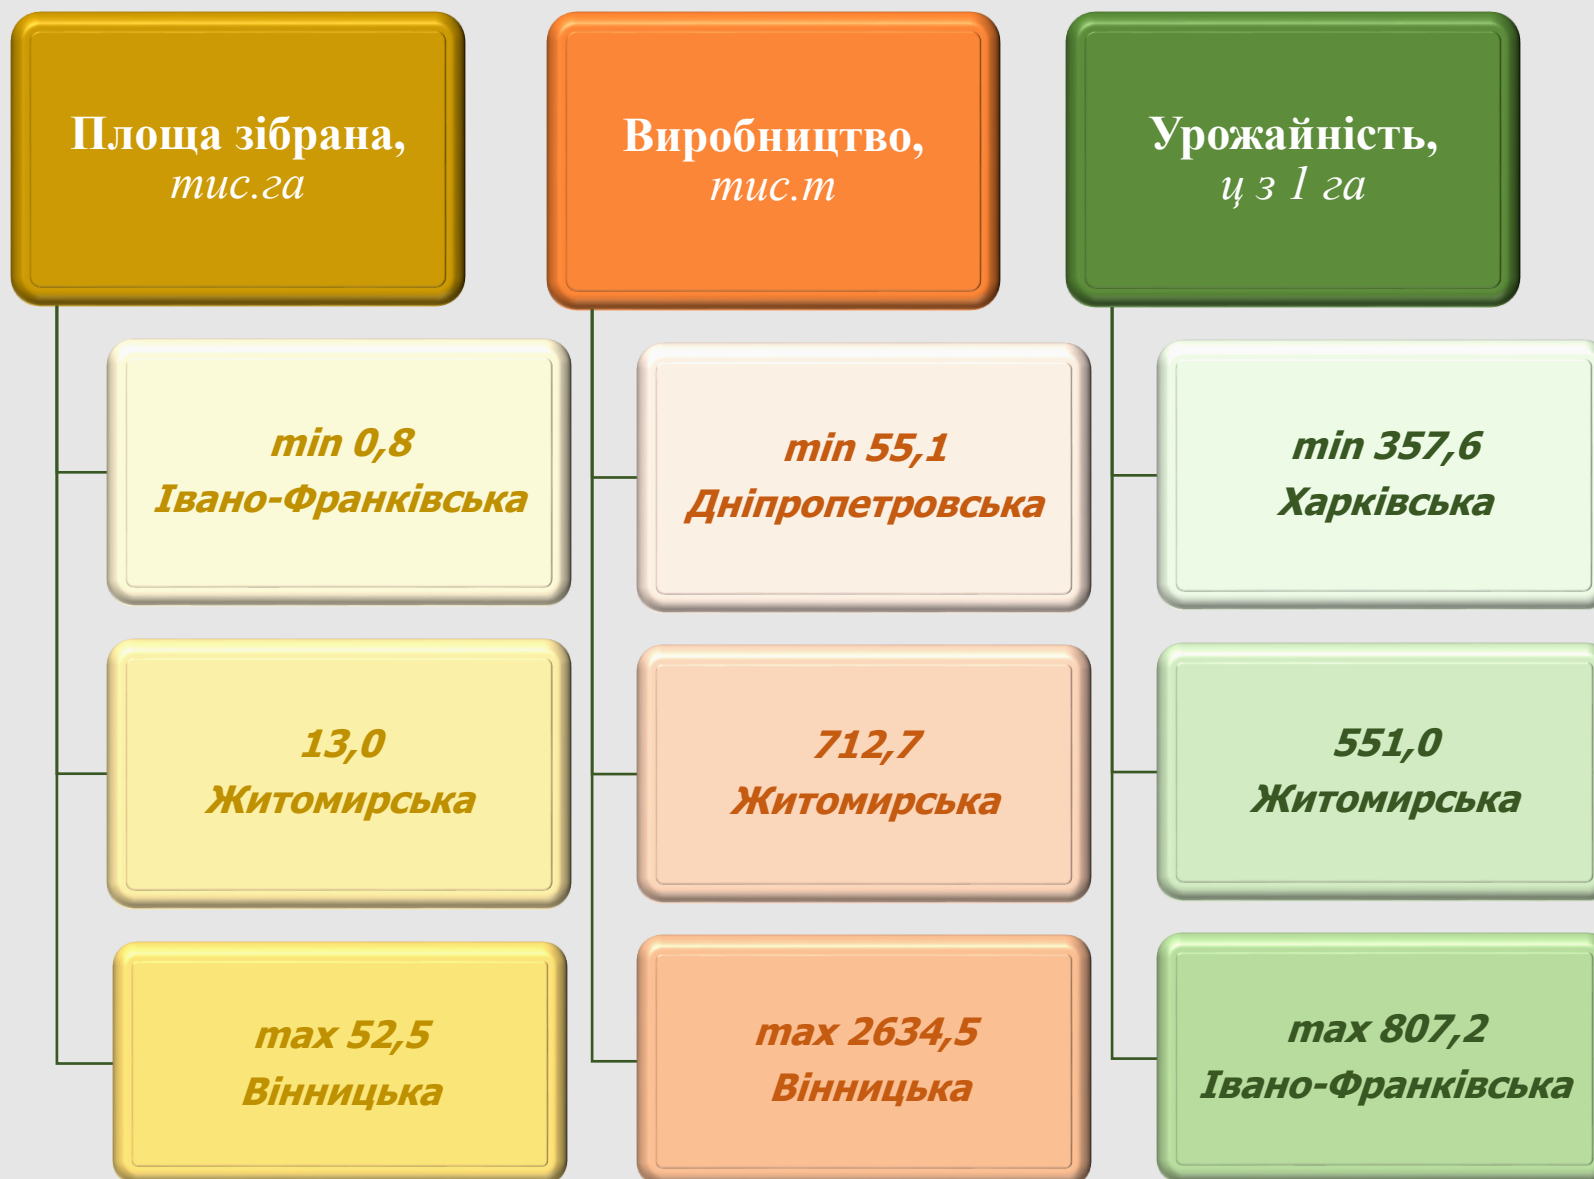 Площа зібрана,
тис.га
min 0,8
Івано-Франківська
13,0
Житомирська
max 52,5
Вінницька
Виробництво,
тис.т
min 55,1
Дніпропетровська
712,7
Житомирська
max 2634,5
Вінницька
Урожайність,
ц з 1 га
min 357,6
Харківська
551,0
Житомирська
max 807,2
Івано-Франківська